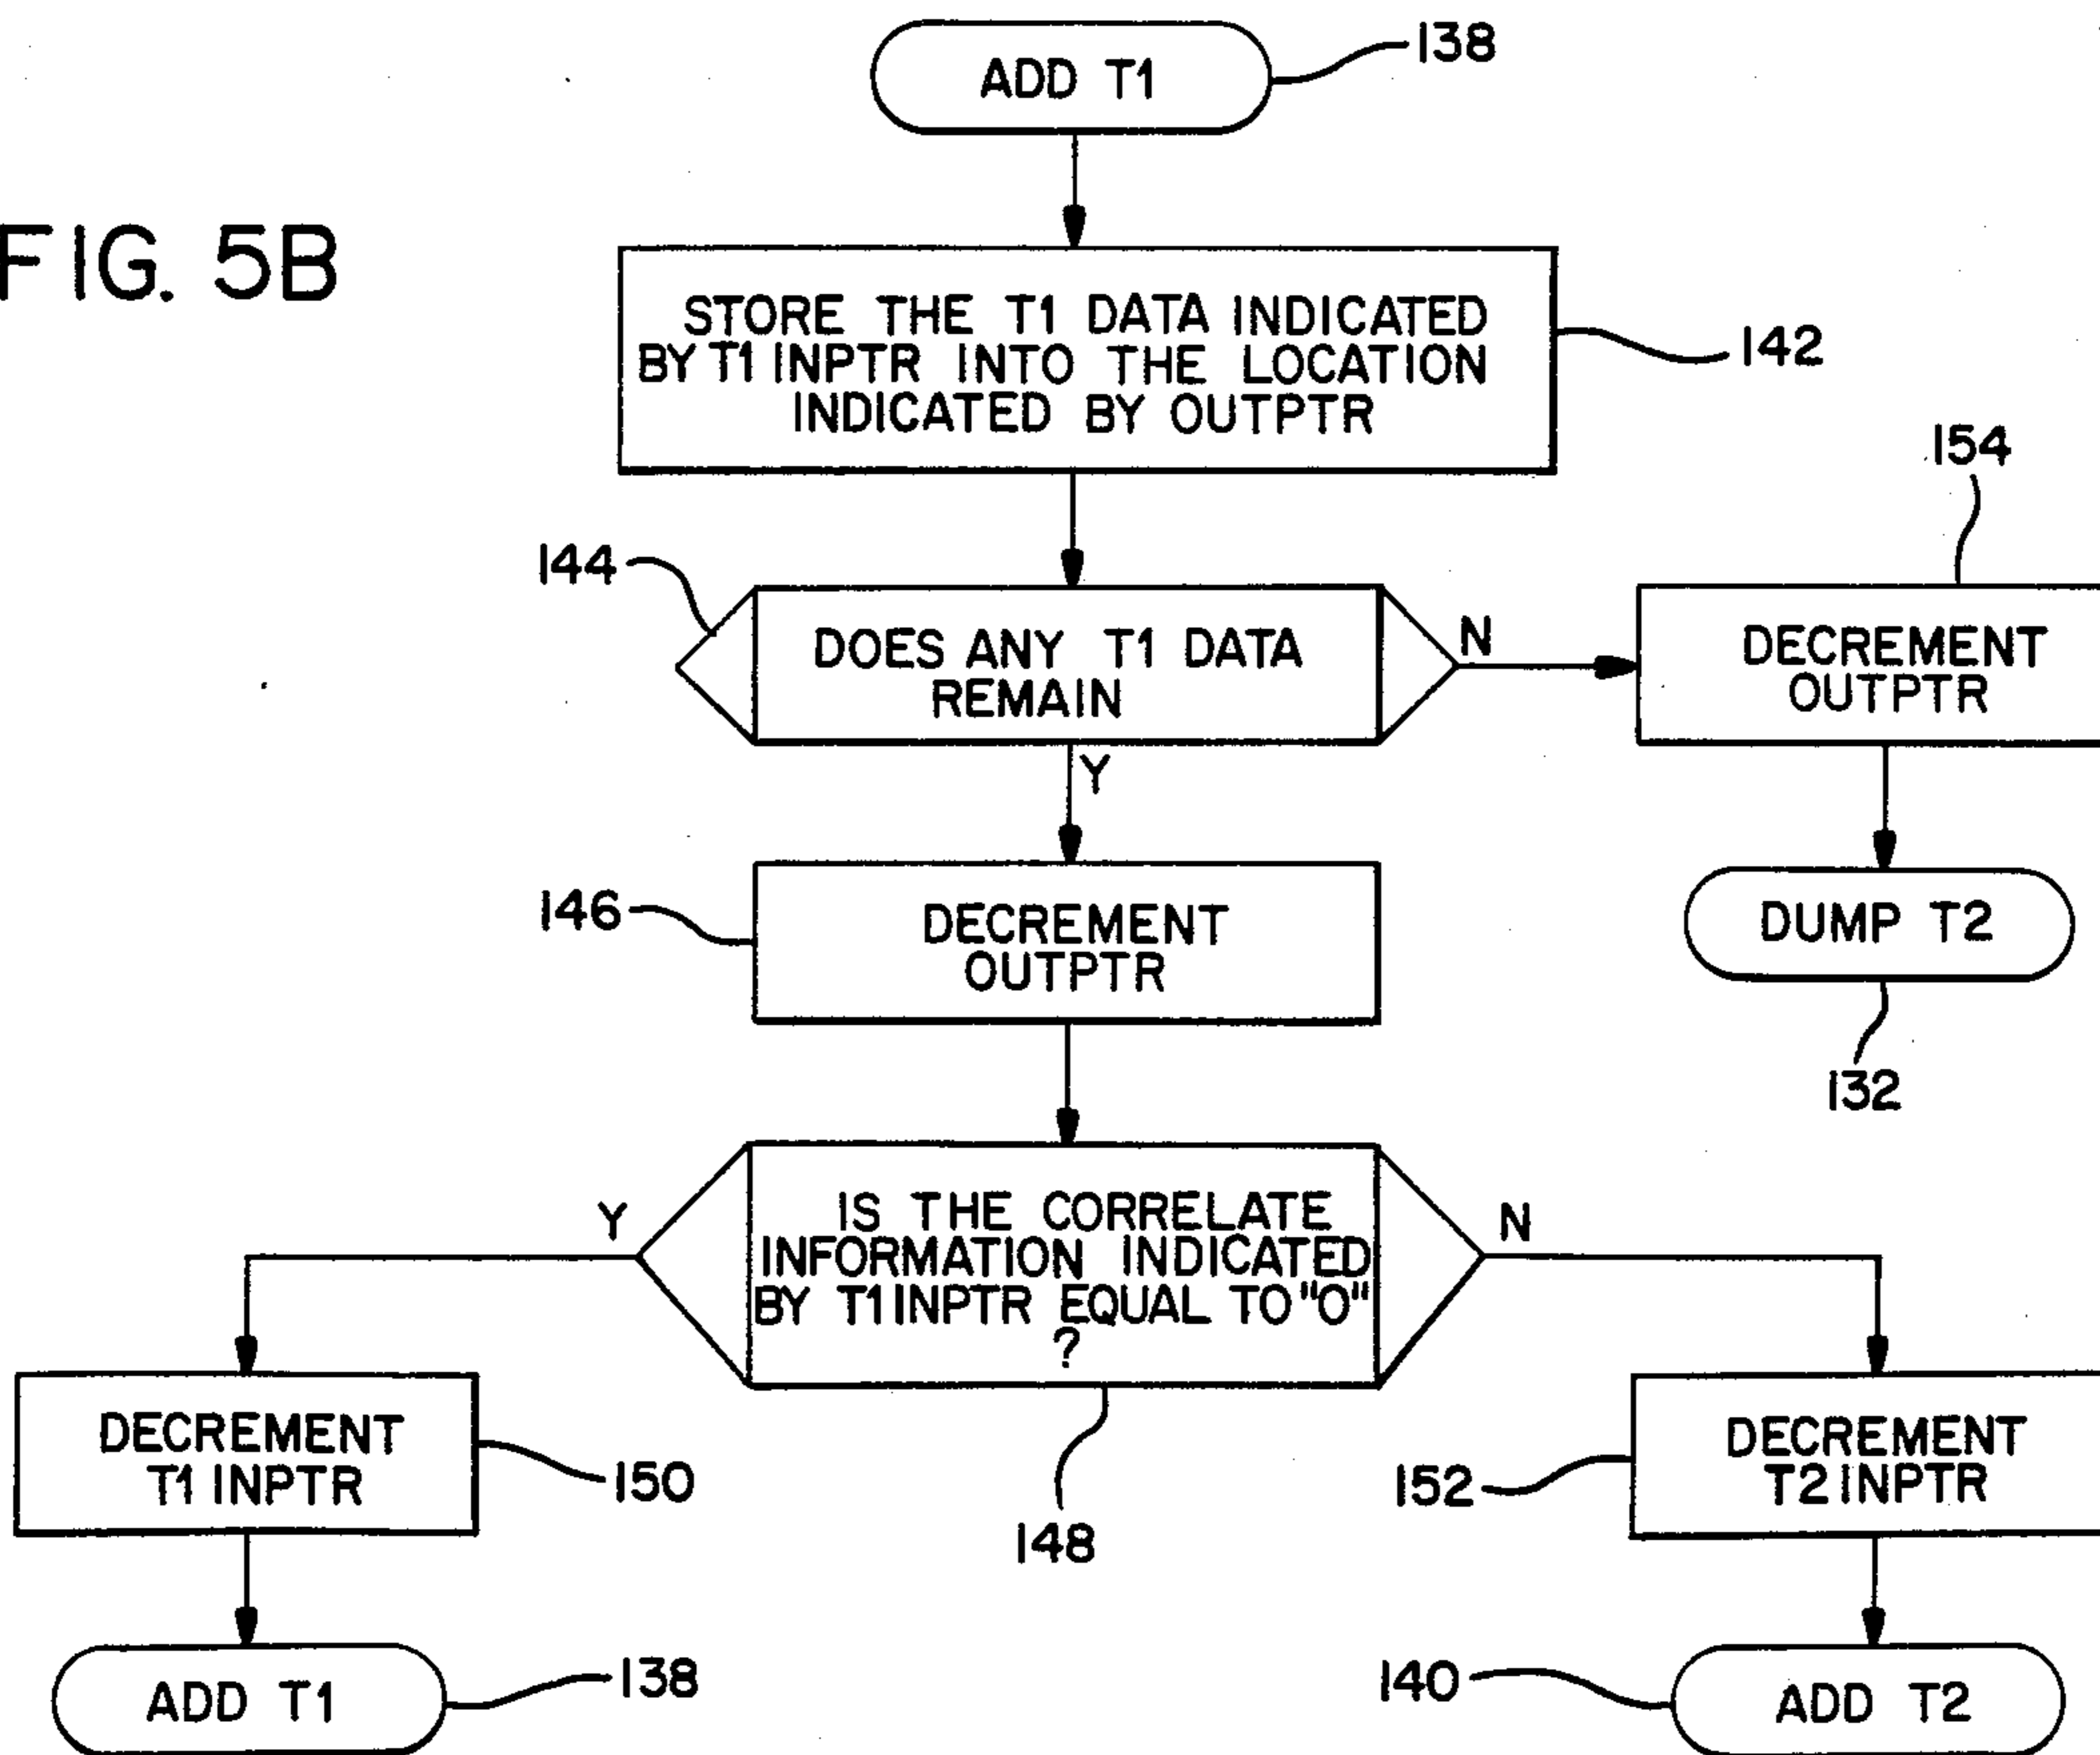 ADD T1
138
FIG. 5B
STORE THE T1 DATA INDICATED
BY T1 INPTR INTO THE LOCATION
INDICATED BY OUTPTR
142
154
144
DOES ANY T1 DATA
REMAIN
N
DECREMENT
OUTPTR
Y
146
DECREMENT
OUTPTR
DUMP T2
132
Y
IS THE CORRELATE
INFORMATION INDICATED
BY T1 INPTR EQUAL TO "0"
?
N
DECREMENT
T1 INPTR
150
148
152
DECREMENT
T2 INPTR
ADD T1
138
140
ADD T2